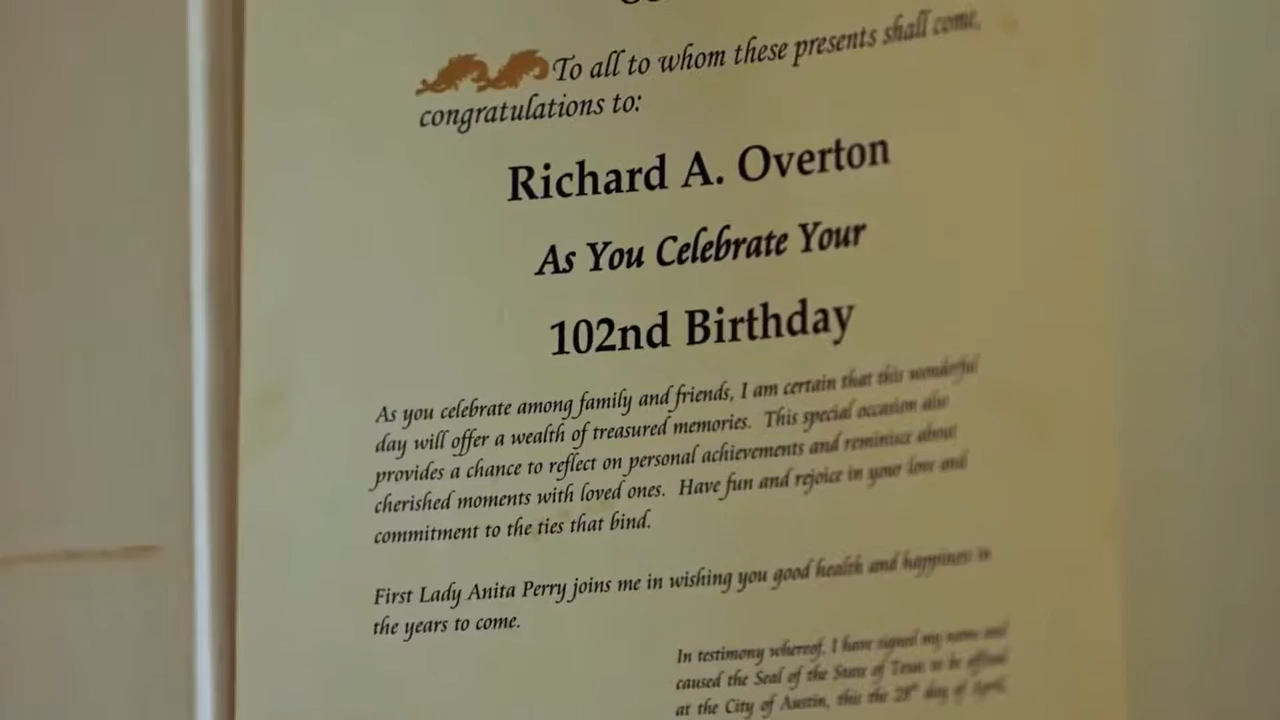 To all to whom these presents shall come,
congratulations to:
Richard A. Overton
As You Celebrate Your
102nd Birthday
As you celebrate among family and friends, I am certain that this wonderful
day will offer a wealth of treasured memories. This special occasion also
provides a chance to reflect on personal achievements and reminisce about
cherished moments with loved ones. Have fun and rejoice in your love and
commitment to the ties that bind.
First Lady Anita Perry joins me in wishing you good health and happiness in
the years to come.
In testimony whereof, I have signed my name and
caused the Seal of the State of Texas to be affixed
at the City of Austin, this the 28th day of April,